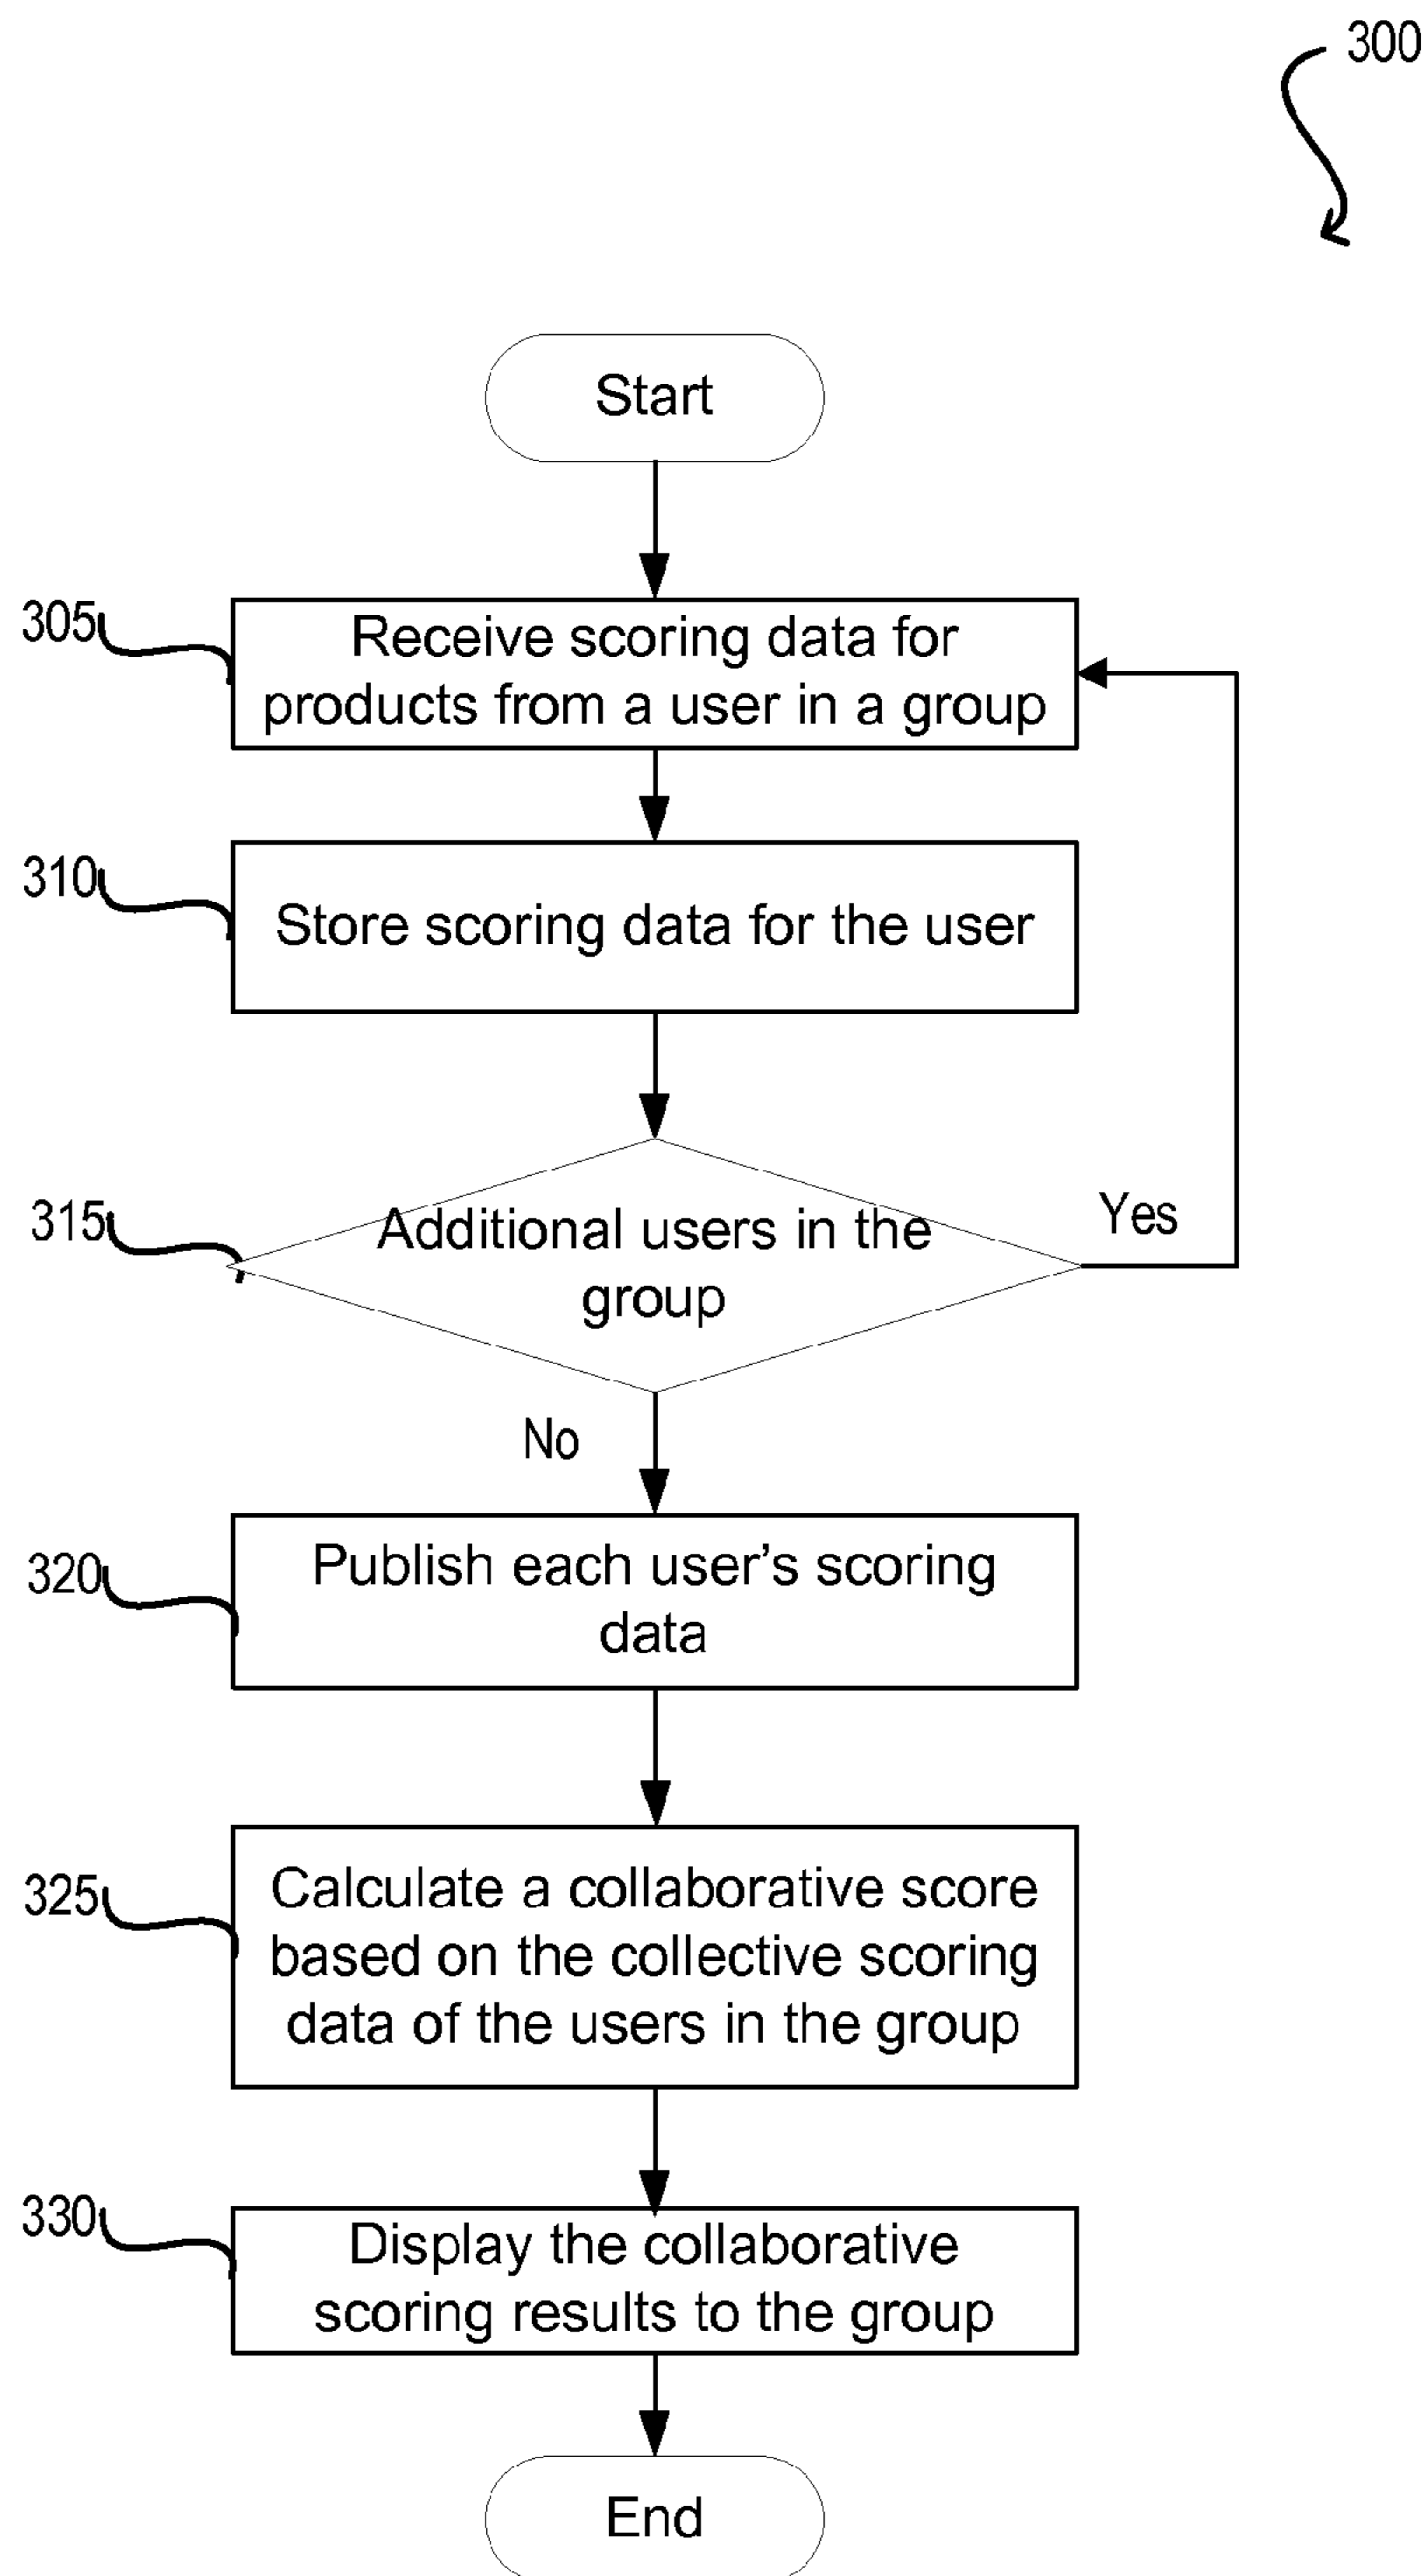 300
Start
305
Receive scoring data for
products from a user in a group
310
Store scoring data for the user
315
Additional users in the
group
Yes
No
320
Publish each user’s scoring
data
325
Calculate a collaborative score
based on the collective scoring
data of the users in the group
330
Display the collaborative
scoring results to the group
End